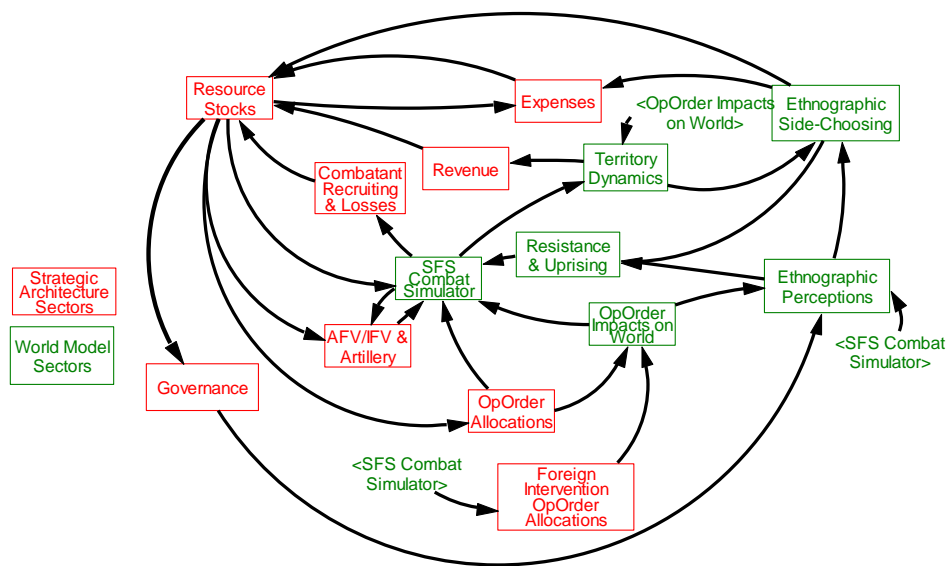 Resource
Stocks
Expenses
<OpOrder Impacts
on World>
Ethnographic
Side-Choosing
Combatant
Recruiting
& Losses
Revenue
Territory
Dynamics
SFS
Combat
Simulator
Resistance
& Uprising
Ethnographic
Perceptions
Strategic
Architecture
Sectors
World Model
Sectors
AFV/IFV &
Artillery
OpOrder
Impacts on
World
<SFS Combat
Simulator>
Governance
OpOrder
Allocations
<SFS Combat
Simulator>
Foreign
Intervention
OpOrder
Allocations